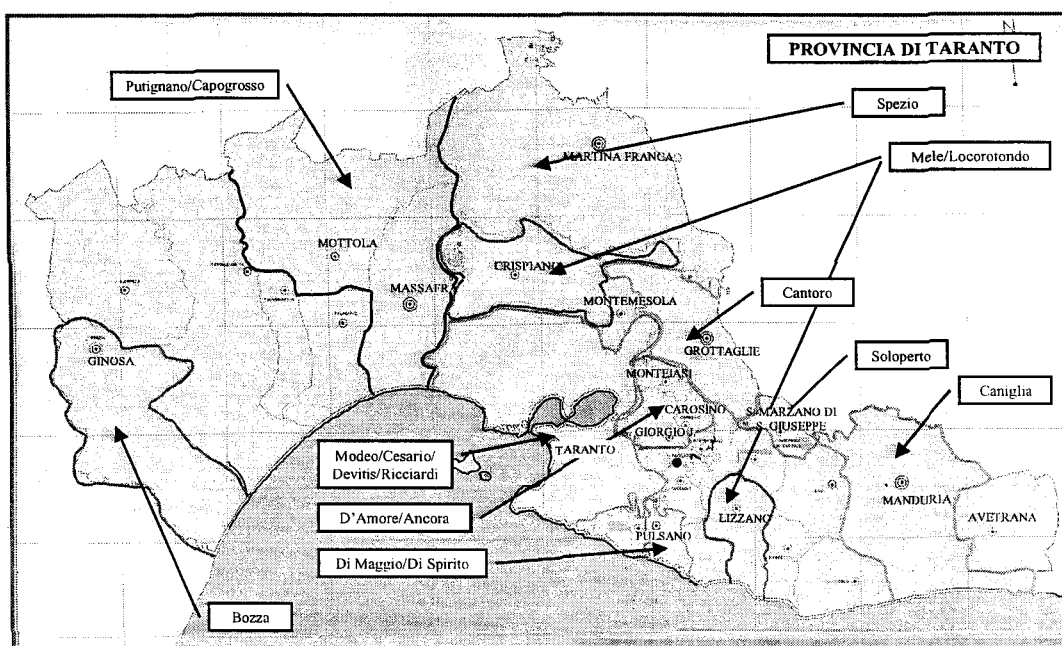 PROVINCIA DI TARANTO
N
Putignano/Capogrosso
Spezio
MARTINA FRANCA
Mele/Locorotondo
MOTTOLA
CRISPIANO
MASSAFR
MONTEMESOLA
Cantoro
GINOSA
GROTTAGLIE
Soloperto
MONTEIASI
Caniglia
CAROSINO
S. MARZANO DI
S. GIUSEPPE
GIORGIO J.
TARANTO
Modeo/Cesario/
Devitis/Ricciardi
MANDURIA
LIZZANO
AVETRANA
D'Amore/Ancora
PULSANO
Di Maggio/Di Spirito
Bozza